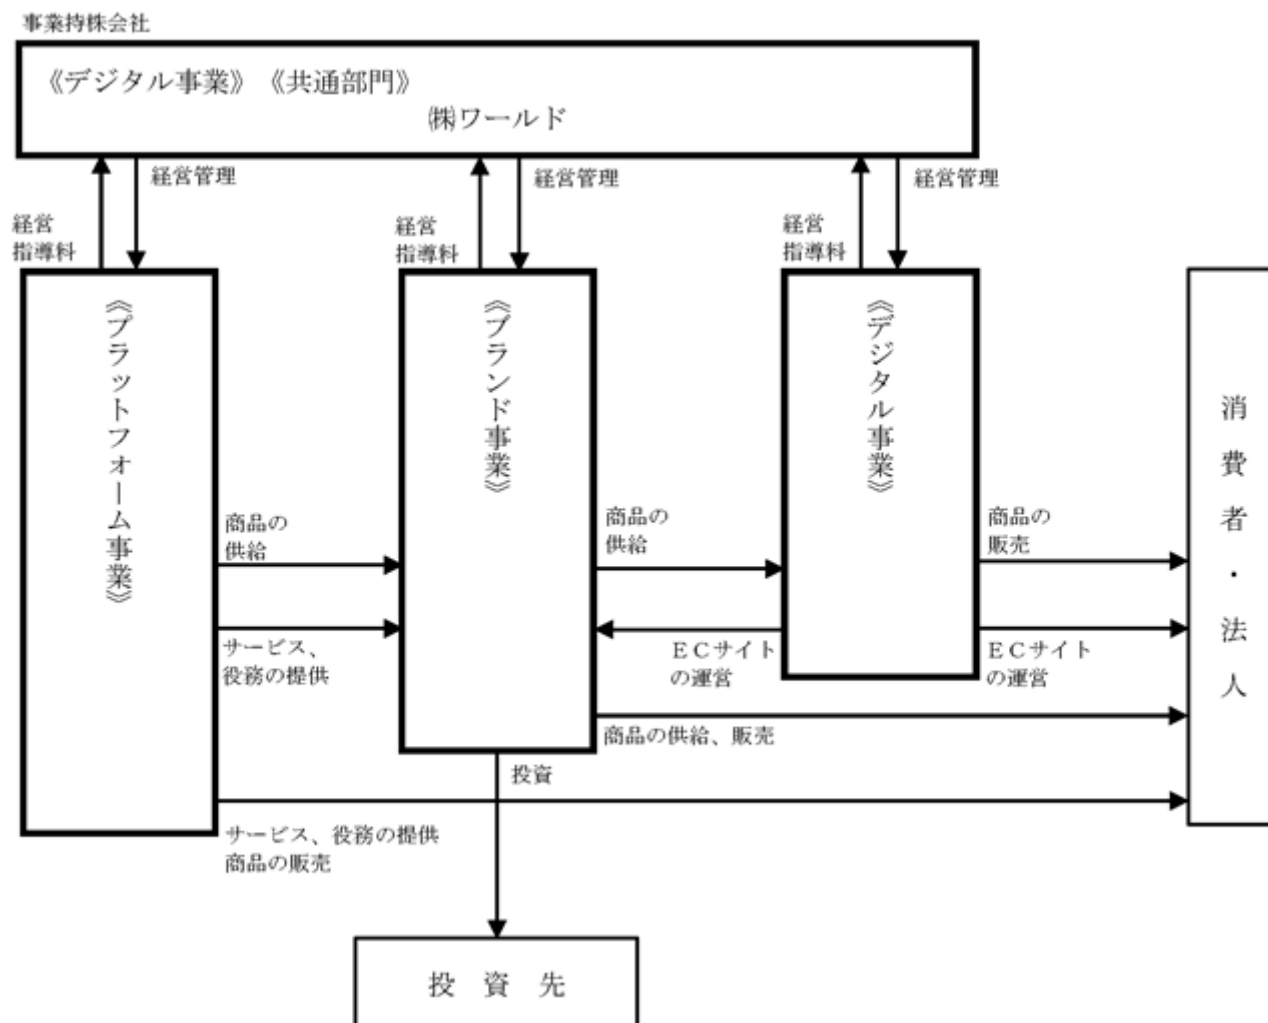 事業持株会社
《デジタル事業》《共通部門》
㈱ワールド
経営管理
経営管理
経営管理
経営
指導料
経営
指導料
経営
指導料
《プラットフォーム事業》
《ブランド事業》
《デジタル事業》
消費者・法人
商品の
供給
商品の
供給
商品の
販売
サービス、
役務の提供
ＥＣサイト
の運営
ＥＣサイト
の運営
商品の供給、販売
投資
サービス、役務の提供
商品の販売
投資先